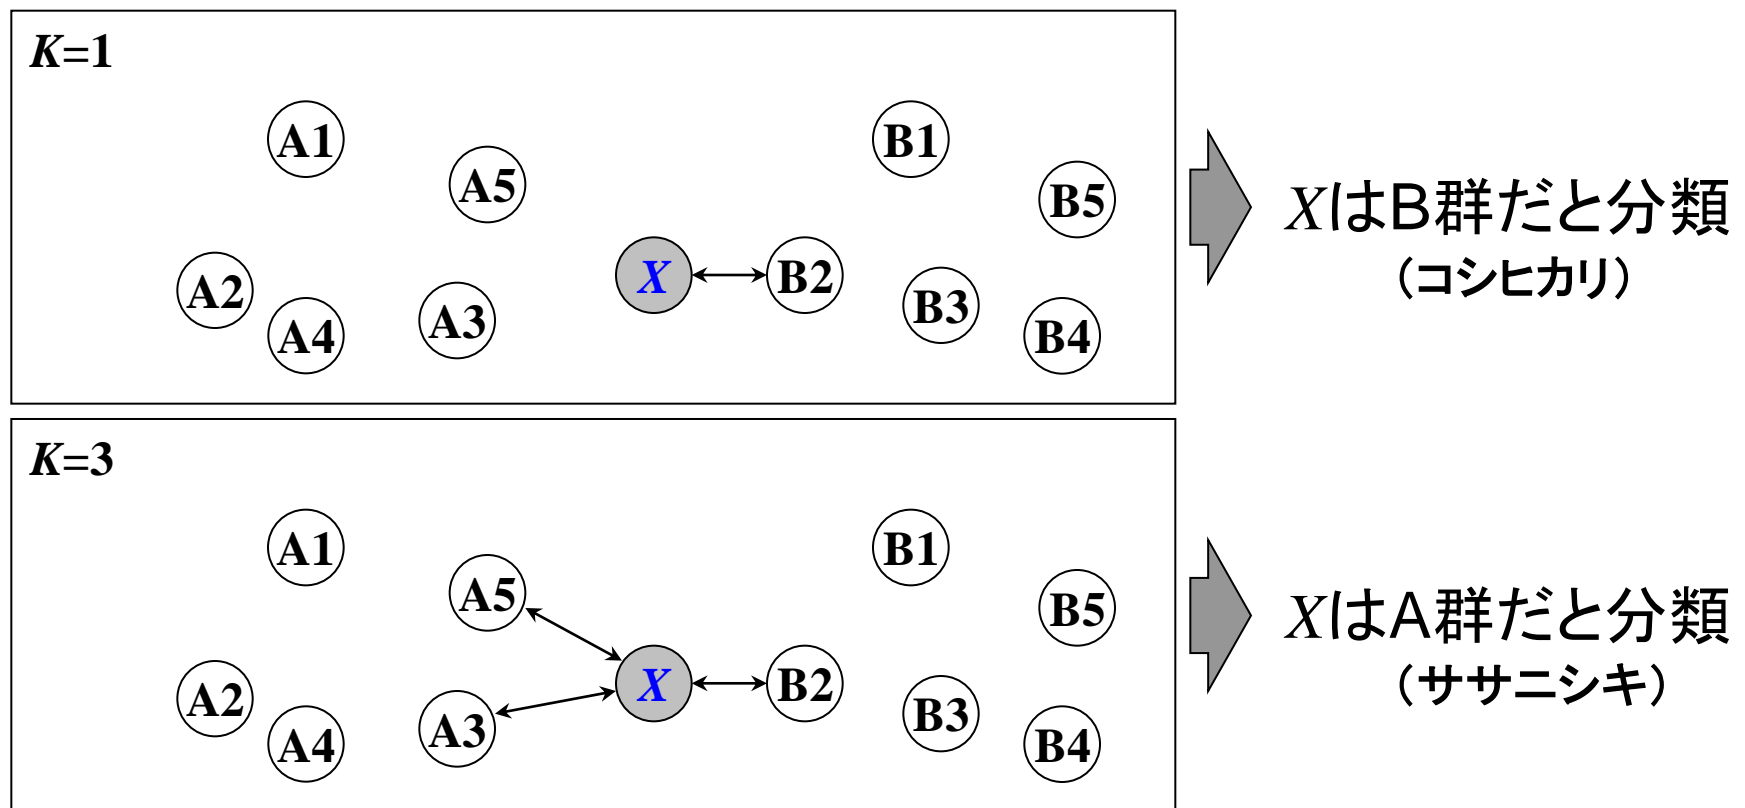 K=1
A1
B1
A5
B5
XはB群だと分類
(コシヒカリ)
X
B2
A2
B3
A3
A4
B4
K=3
A1
B1
A5
B5
XはA群だと分類
(ササニシキ)
X
B2
A2
B3
A3
A4
B4